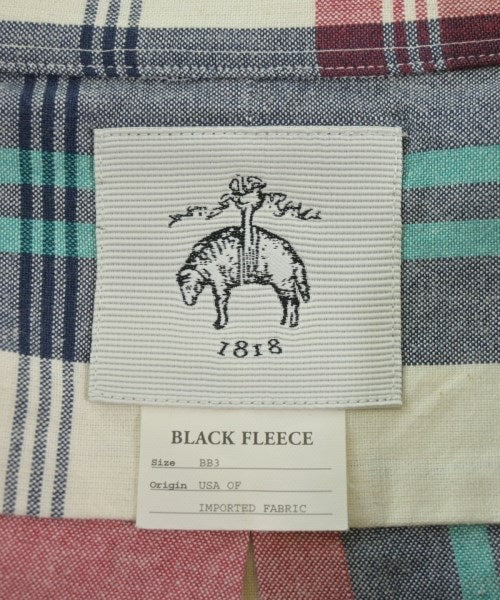 1818
BLACK FLEECE
Size BB3
Origin USA OF
IMPORTED FABRIC